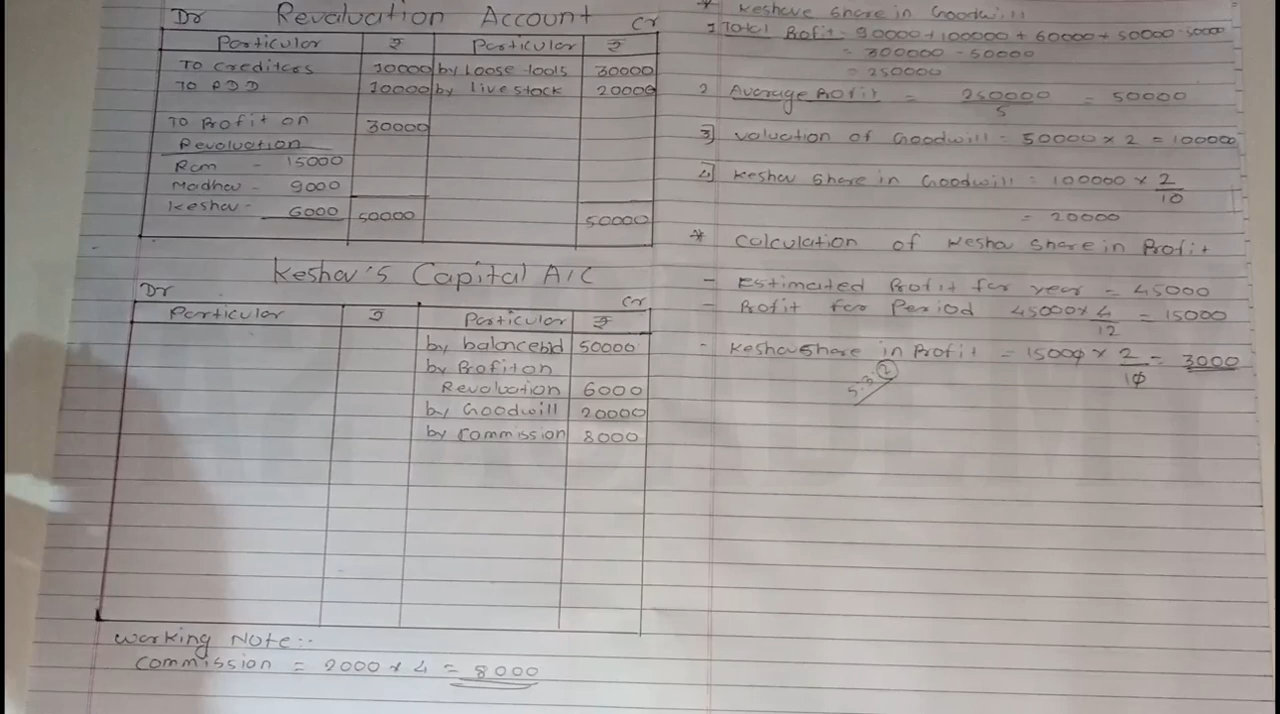 Dr Revaluation Account Cr
Particular ₹ Particular ₹
To Creditors 10000 by Loose tools 30000
To RDD 10000 by live stock 20000
To Profit on 30000
Revaluation
Ram - 15000
Madhav - 9000
Keshav - 6000 50000 50000
Keshav's Capital A/C
Dr Cr
Particular ₹ Particular ₹
by balance b/d 50000
by Profit on
Revaluation 6000
by Goodwill 20000
by Commission 8000
Working Note:-
Commission = 2000 x 4 = 8000
* Keshave Share in Goodwill
1 Total Profit = 90000 + 100000 + 60000 + 50000 - 50000
= 300000 - 50000
= 250000
2 Average Profit = 250000 / 5 = 50000
3] Valuation of Goodwill = 50000 x 2 = 100000
4] Keshav Share in Goodwill = 100000 x 2 / 10
= 20000
* Calculation of Keshav Share in Profit
- Estimated Profit for year = 45000
- Profit for Period 45000 x 4 / 12 = 15000
- Keshav Share in Profit = 15000 x 2 / 10 = 3000
5:3:2